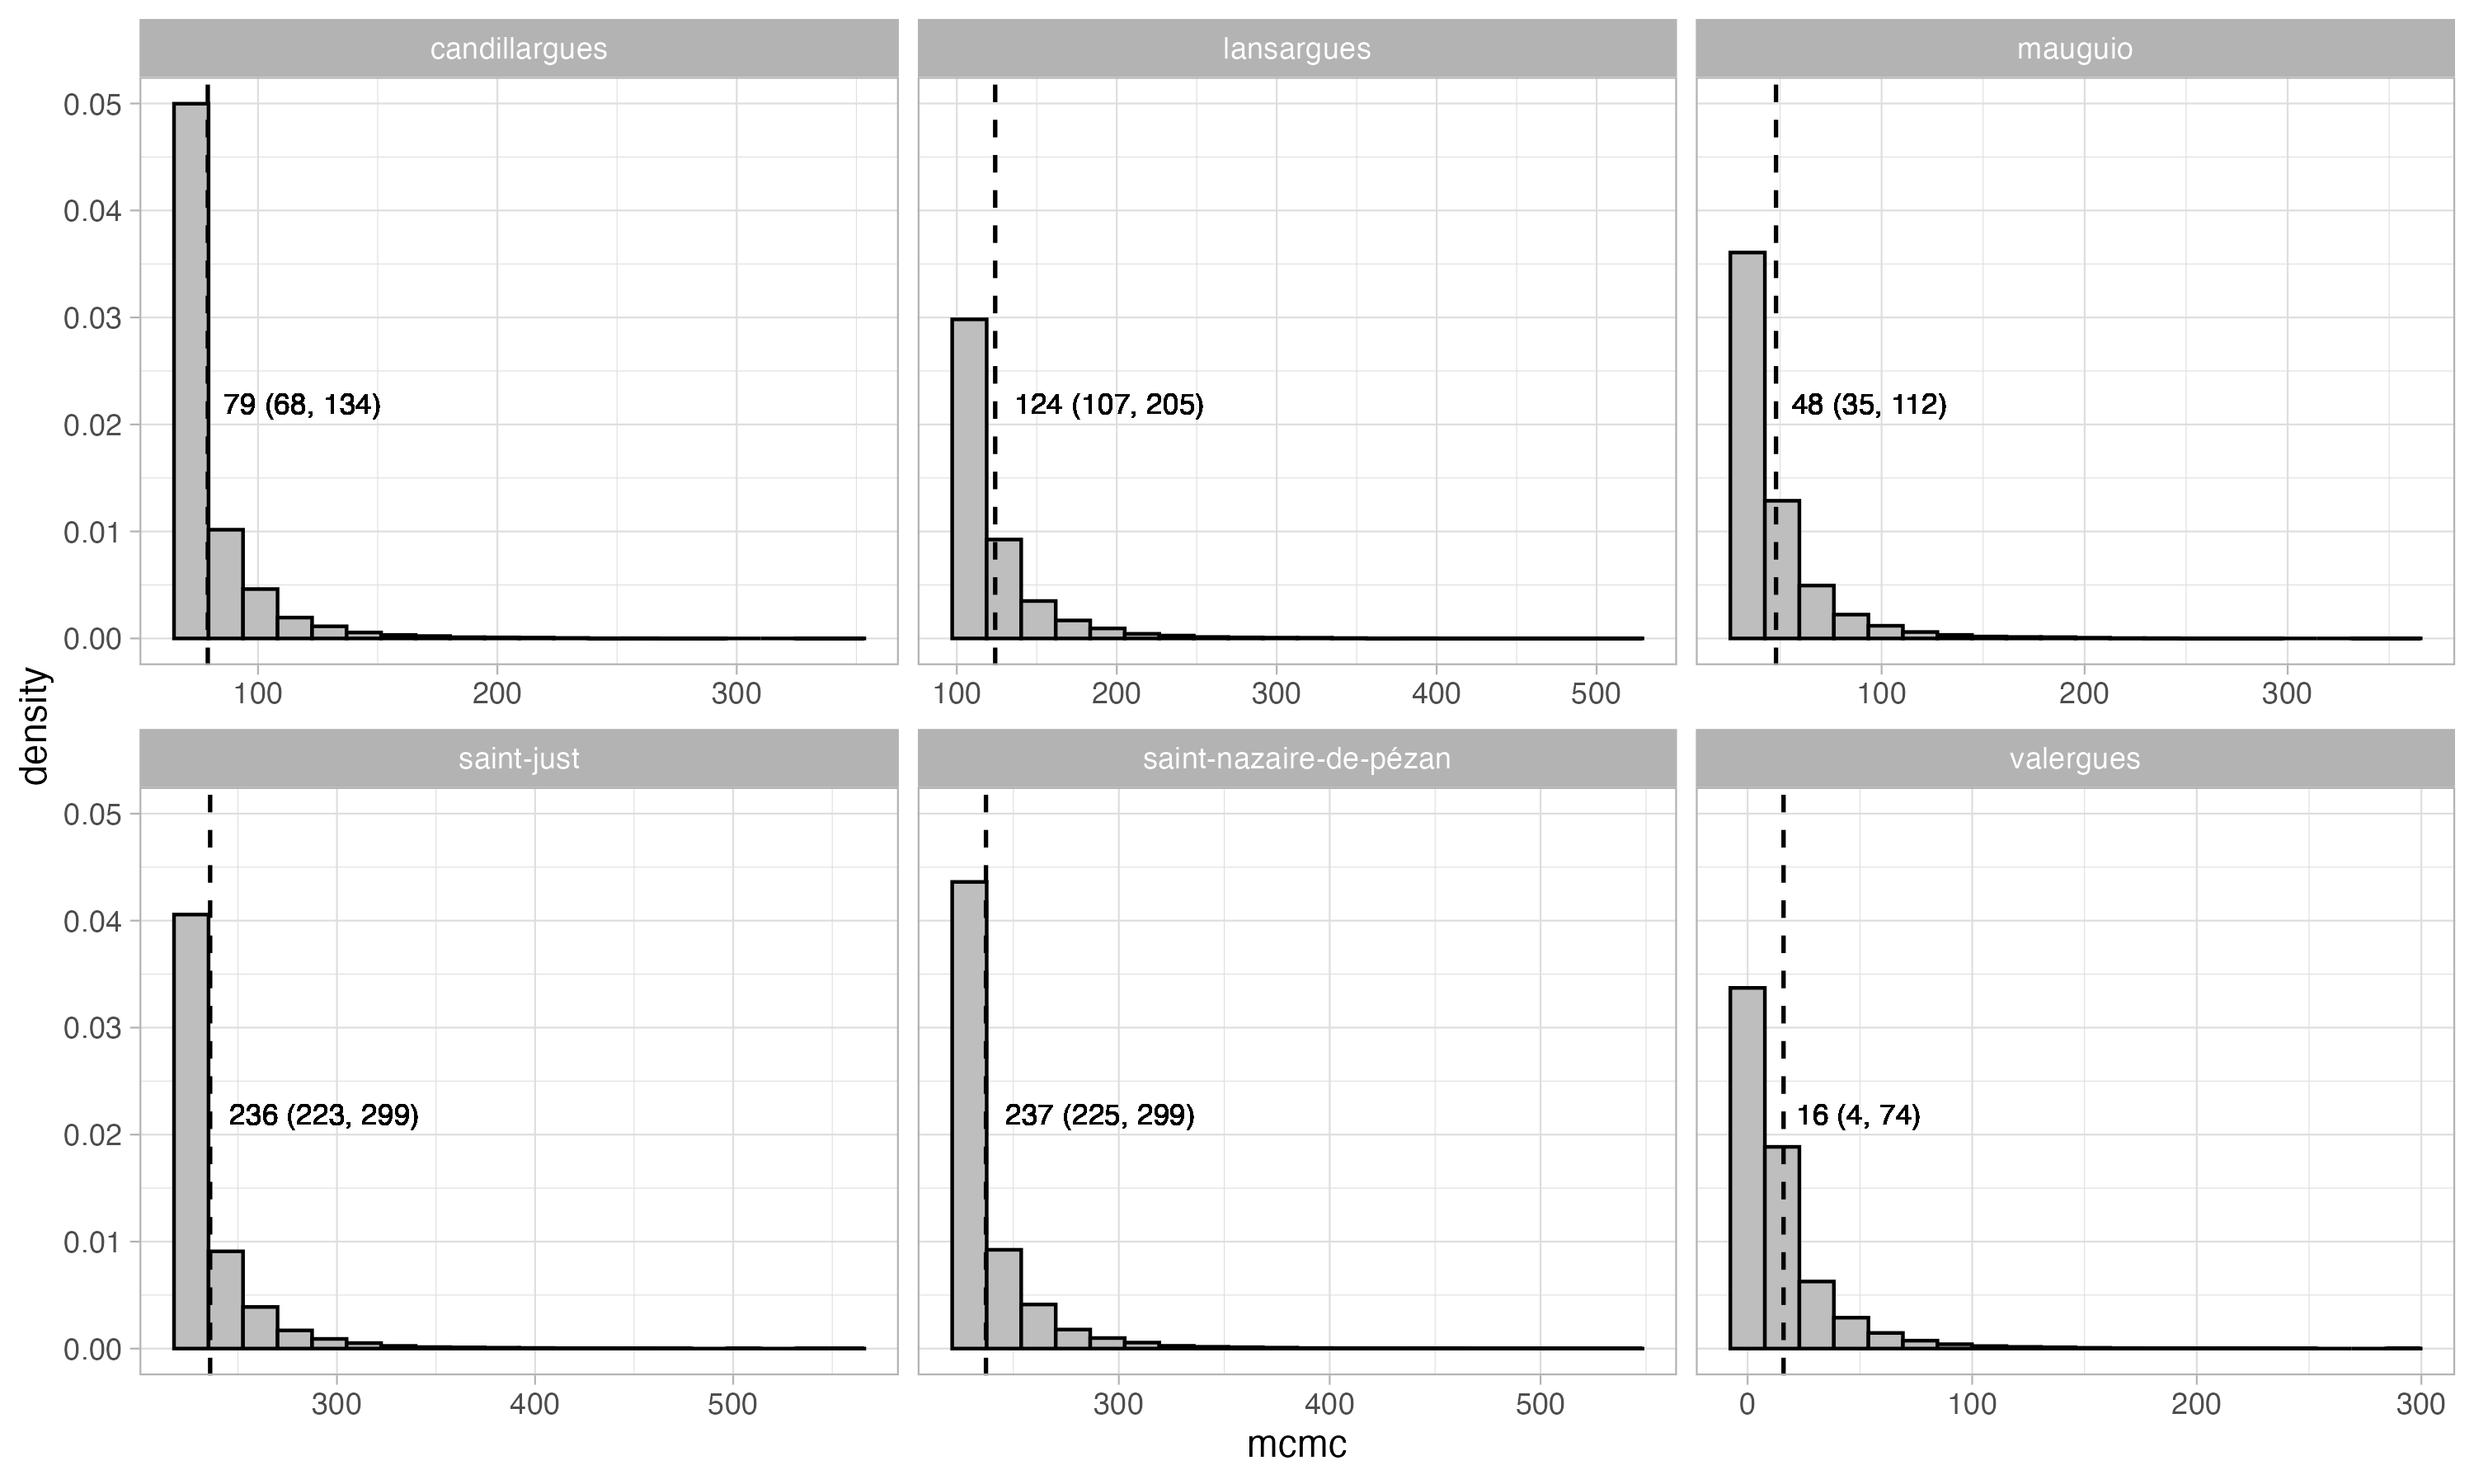 candillargues
lansargues
mauguio
0.05
0.04
0.03
0.02
0.01
0.00
79 (68, 134)
124 (107, 205)
48 (35, 112)
100 200 300
100 200 300 400 500
100 200 300
density
saint-just
saint-nazaire-de-pézan
valergues
0.05
0.04
0.03
0.02
0.01
0.00
236 (223, 299)
237 (225, 299)
16 (4, 74)
300 400 500
300 400 500
0 100 200 300
mcmc